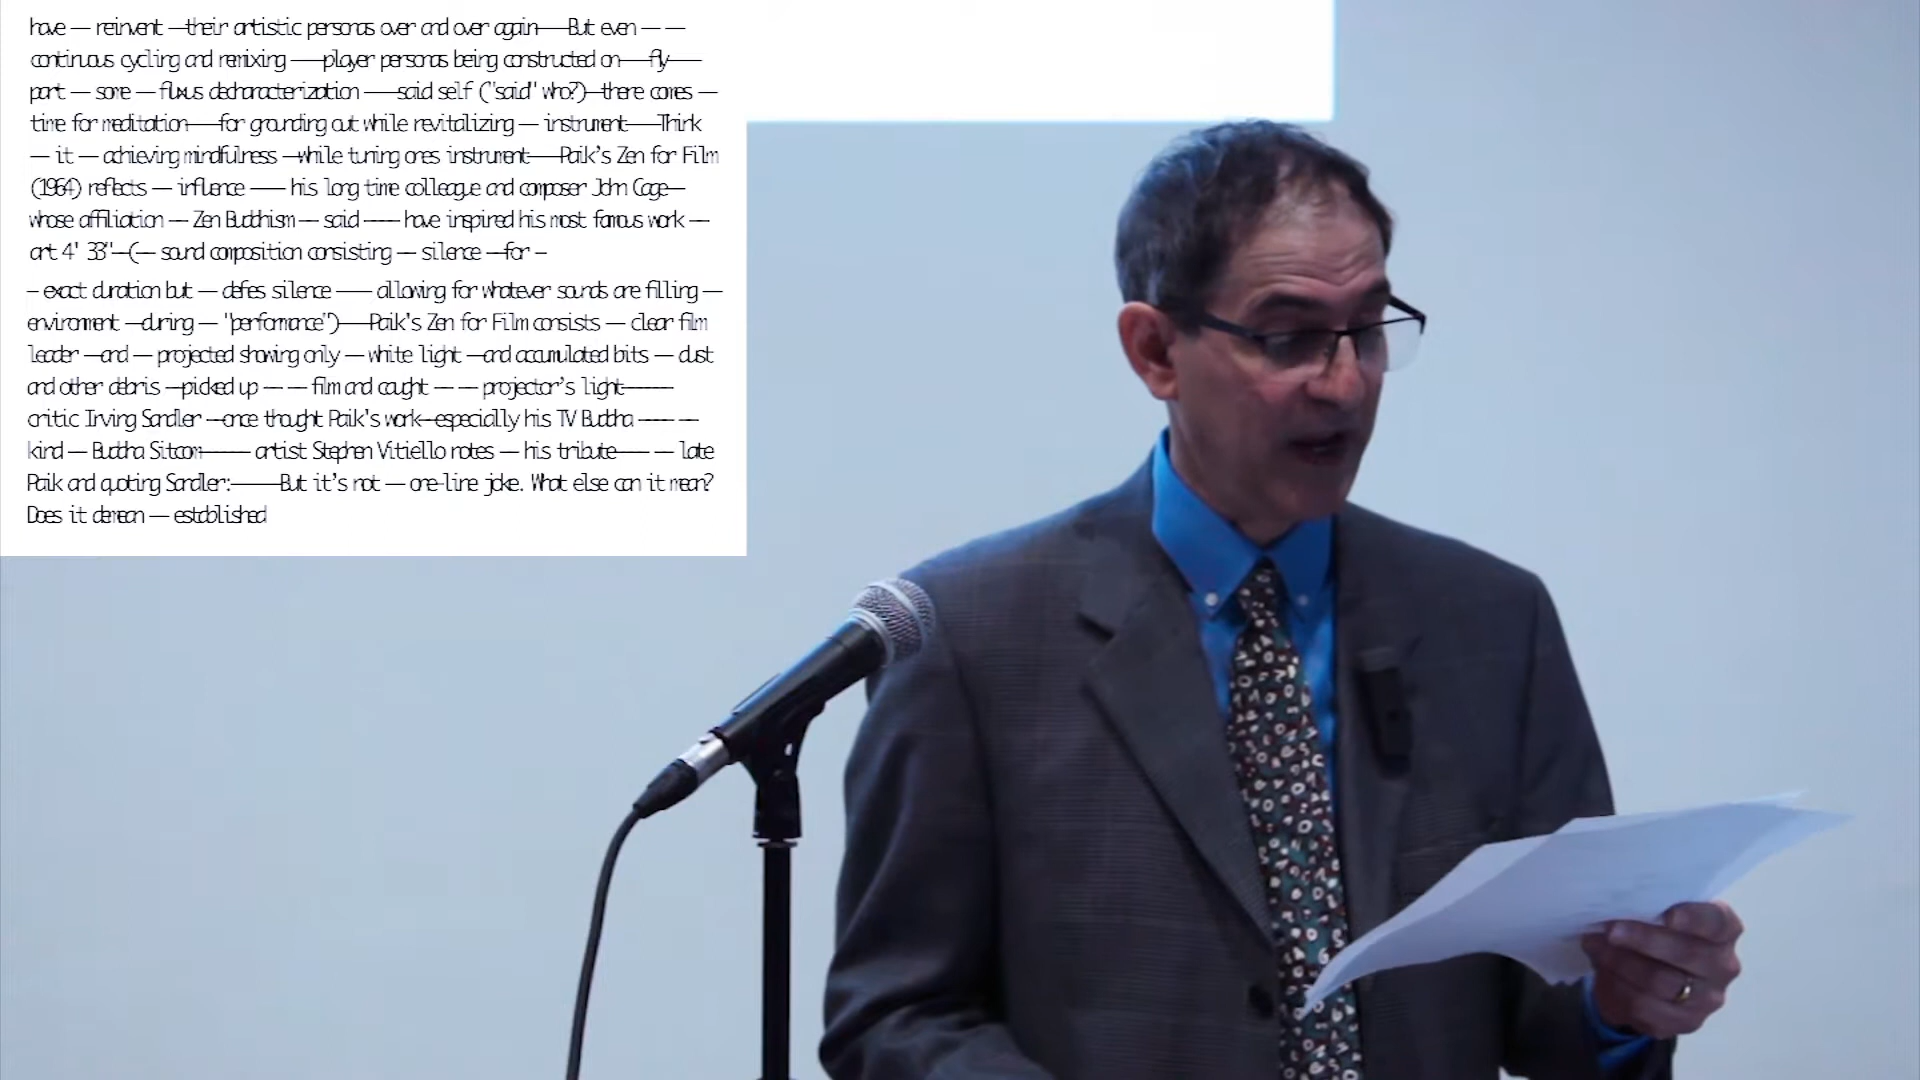 have — reinvent —their artistic personas over and over again——But even — —
continuous cycling and remixing ——player personas being constructed on——fly——
part — some — fluxus decharacterization ——said self ("said" who?)—there comes —
time for meditation——for grounding out while revitalizing — instrument——Think
— it — achieving mindfulness —while tuning ones instrument——Paik's Zen for Film
(1964) reflects — influence —— his long time colleague and composer John Cage—
whose affiliation — Zen Buddhism — said —— have inspired his most famous work —
art 4' 33"—(— sound composition consisting — silence —for –
– exact duration but — defies silence —— allowing for whatever sounds are filling —
environment —during — "performance")——Paik's Zen for Film consists — clear film
leader —and — projected showing only — white light —and accumulated bits — dust
and other debris —picked up — — film and caught — — projector's light———
critic Irving Sandler —once thought Paik's work—especially his TV Buddha —— —
kind — Buddha Sitcom——— artist Stephen Vitiello notes — his tribute—— — late
Paik and quoting Sandler:———But it's not — one-line joke. What else can it mean?
Does it demean — established